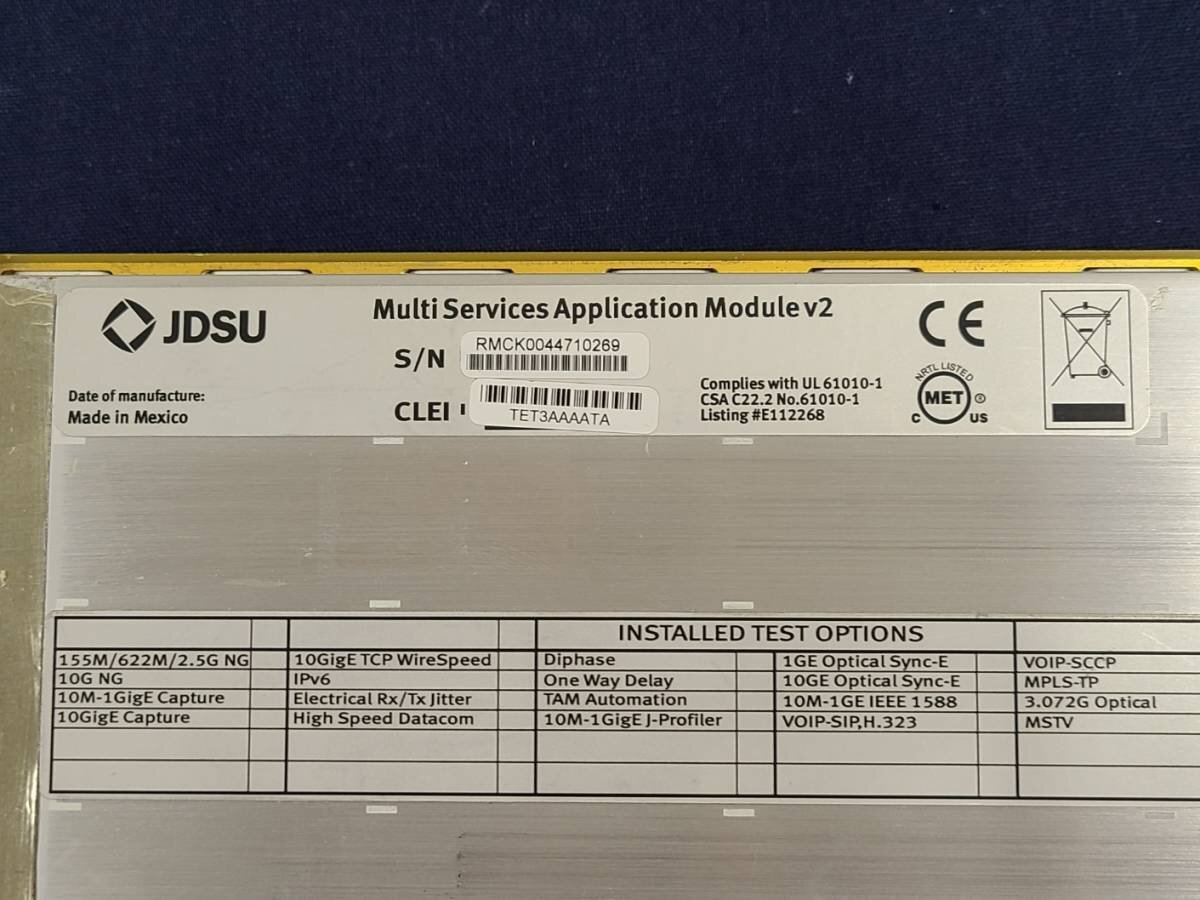 JDSU
Multi Services Application Module v2
S/N RMCK0044710269
CLEI TET3AAAATA
Date of manufacture:
Made in Mexico
Complies with UL 61010-1
CSA C22.2 No.61010-1
Listing #E112268
CE
NRTL LISTED
MET ®
C US
INSTALLED TEST OPTIONS
155M/622M/2.5G NG 10GigE TCP WireSpeed Diphase 1GE Optical Sync-E VOIP-SCCP
10G NG IPv6 One Way Delay 10GE Optical Sync-E MPLS-TP
10M-1GigE Capture Electrical Rx/Tx Jitter TAM Automation 10M-1GE IEEE 1588 3.072G Optical
10GigE Capture High Speed Datacom 10M-1GigE J-Profiler VOIP-SIP,H.323 MSTV